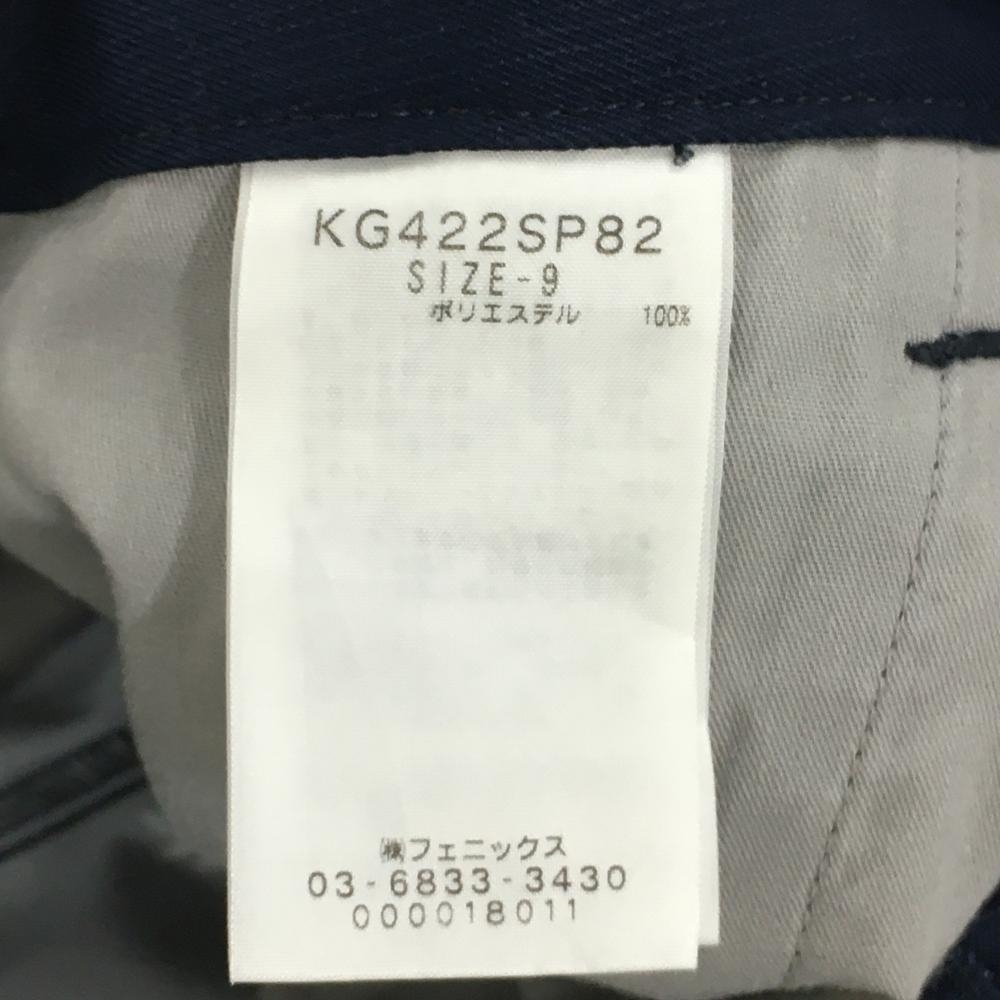 KG422SP82
SIZE-9
ポリエステル 100%
㈱フェニックス
03-6833-3430
000018011